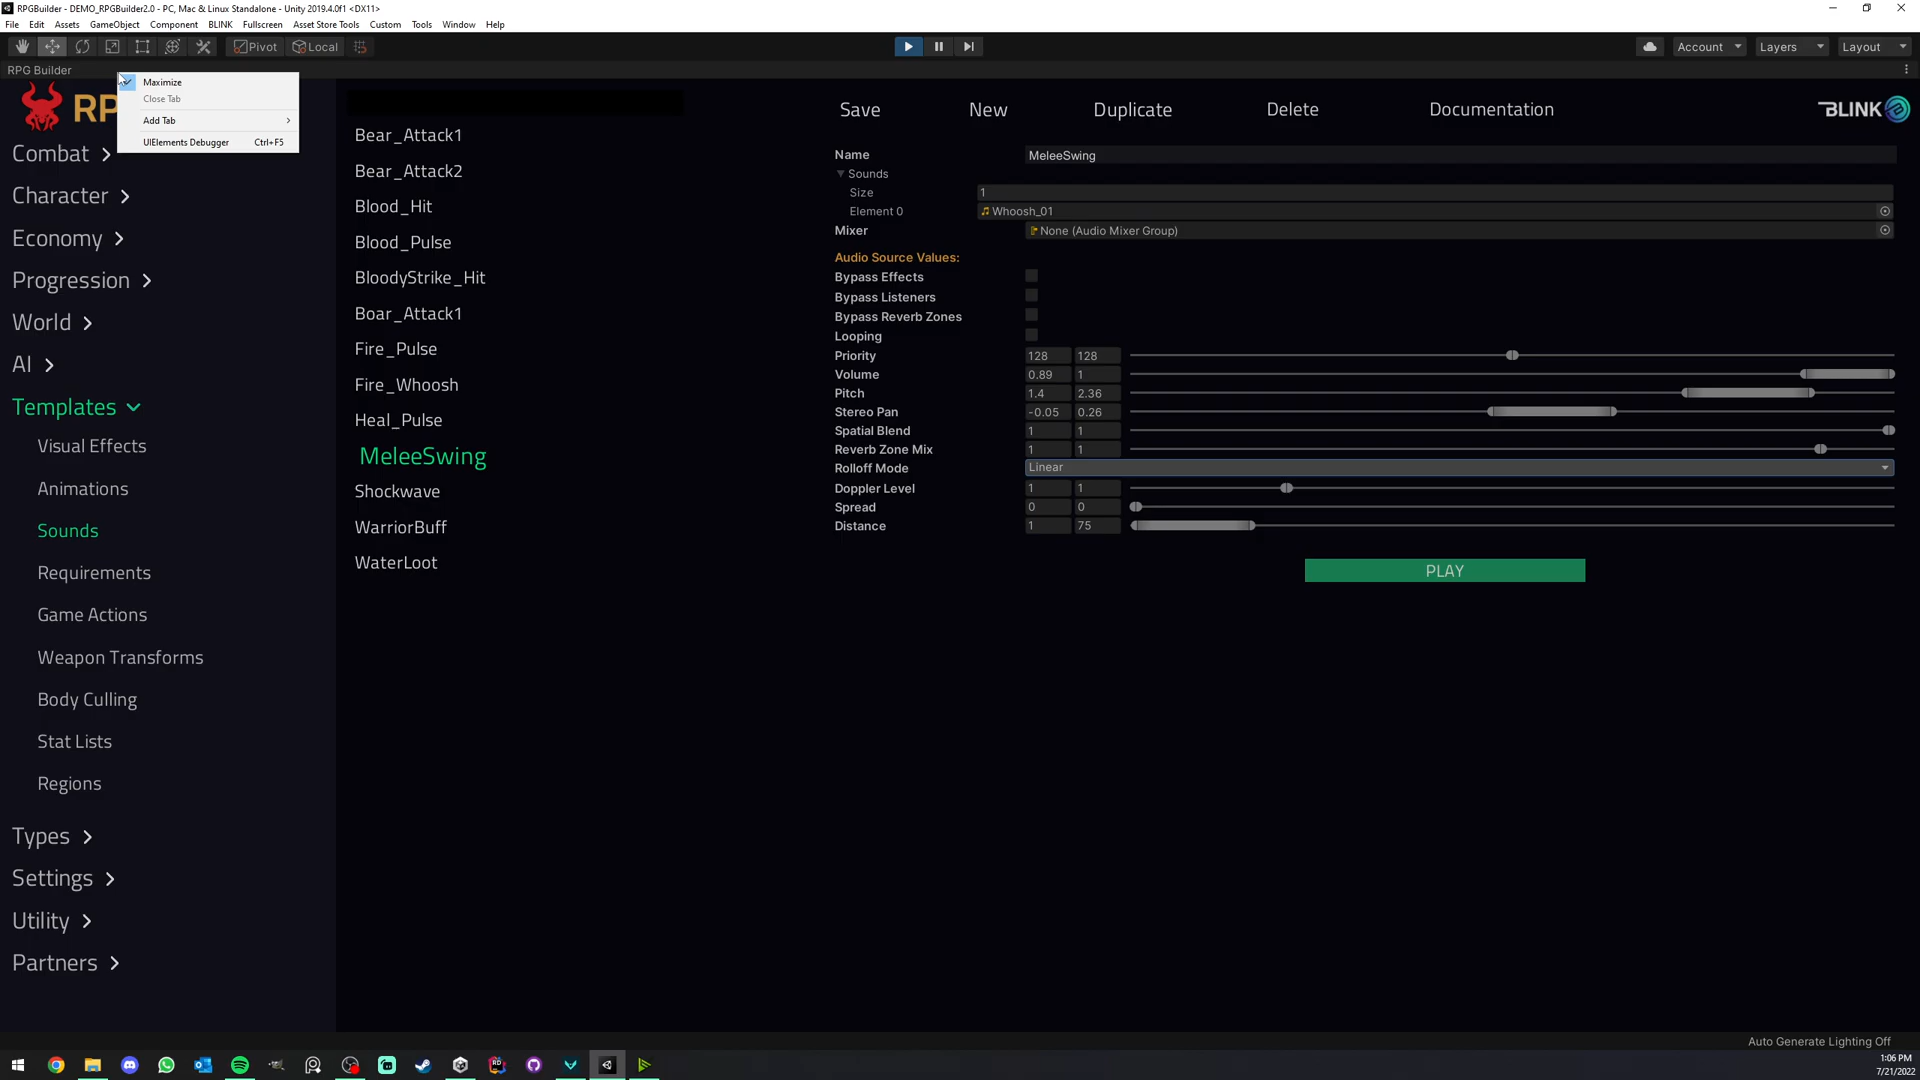 RPGBuilder - DEMO_RPGBuilder2.0 - PC, Mac & Linux Standalone - Unity 2019.4.0f1 <DX11>
File Edit Assets GameObject Component BLINK Fullscreen Asset Store Tools Custom Tools Window Help
Pivot Local Account Layers Layout
RPG Builder
Maximize
Close Tab
Add Tab
UIElements Debugger Ctrl+F5
RP
Combat
Character
Economy
Progression
World
AI
Templates
Visual Effects
Animations
Sounds
Requirements
Game Actions
Weapon Transforms
Body Culling
Stat Lists
Regions
Types
Settings
Utility
Partners
Bear_Attack1
Bear_Attack2
Blood_Hit
Blood_Pulse
BloodyStrike_Hit
Boar_Attack1
Fire_Pulse
Fire_Whoosh
Heal_Pulse
MeleeSwing
Shockwave
WarriorBuff
WaterLoot
Save New Duplicate Delete Documentation BLINK
Name MeleeSwing
Sounds
Size 1
Element 0 Whoosh_01
Mixer None (Audio Mixer Group)
Audio Source Values:
Bypass Effects
Bypass Listeners
Bypass Reverb Zones
Looping
Priority 128 128
Volume 0.89 1
Pitch 1.4 2.36
Stereo Pan -0.05 0.26
Spatial Blend 1 1
Reverb Zone Mix 1 1
Rolloff Mode Linear
Doppler Level 1 1
Spread 0 0
Distance 1 75
PLAY
Auto Generate Lighting Off
1:06 PM
7/21/2022